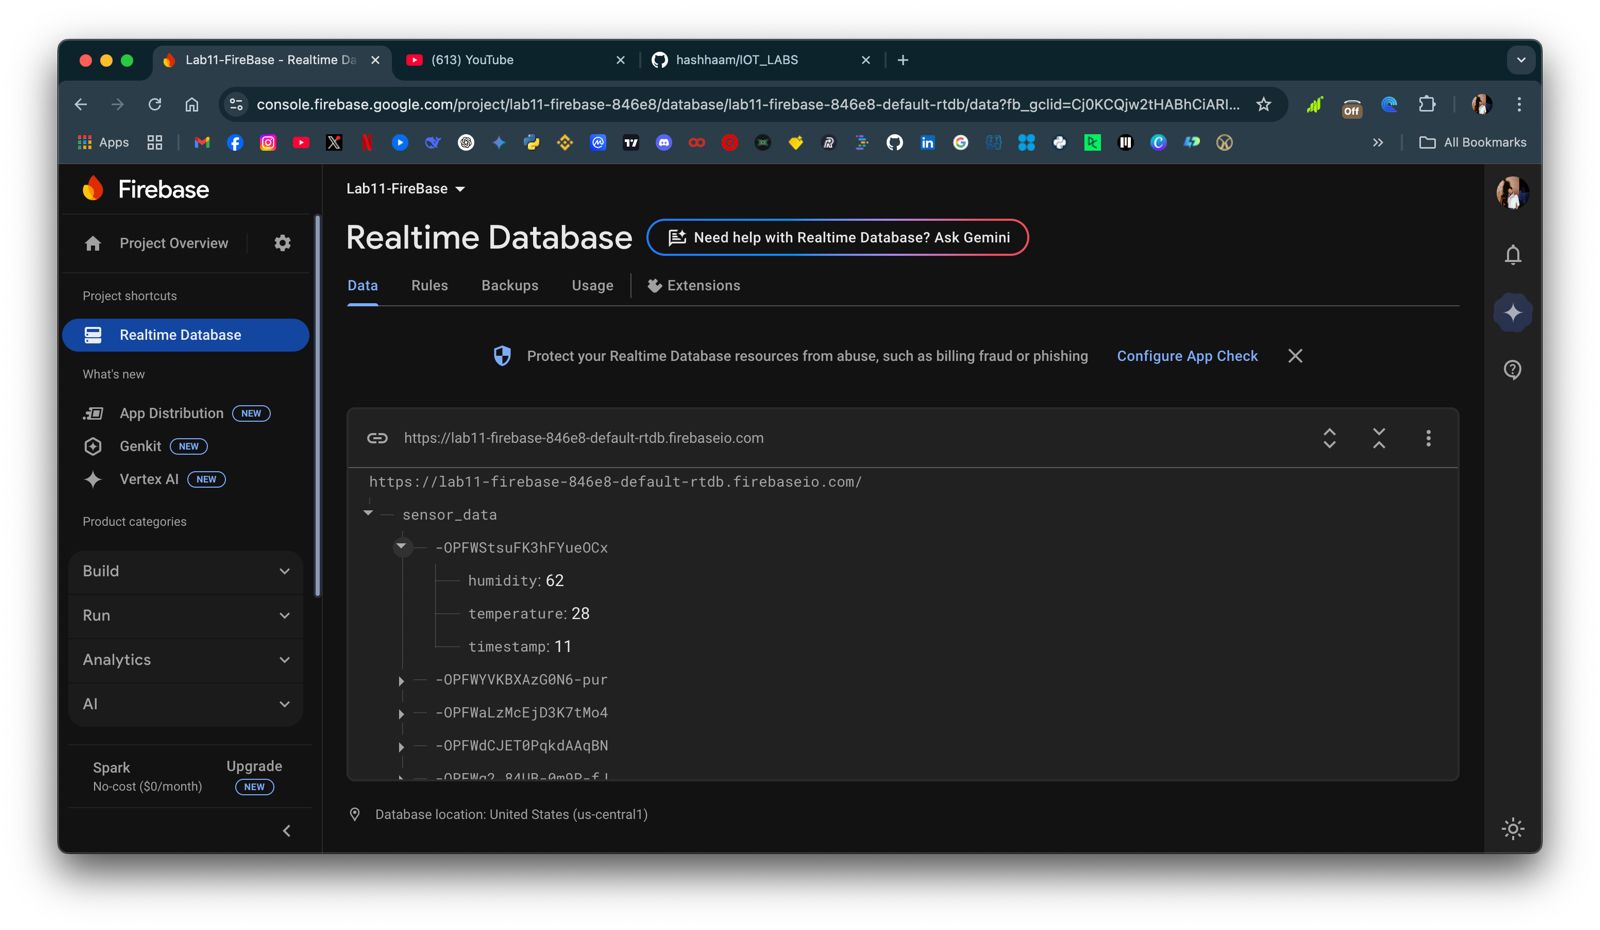 Lab11-FireBase - Realtime Da
(613) YouTube
hashhaam/IOT_LABS
console.firebase.google.com/project/lab11-firebase-846e8/database/lab11-firebase-846e8-default-rtdb/data?fb_gclid=Cj0KCQjw2tHABhCiARI...
Off
Apps
All Bookmarks
Firebase
Project Overview
Project shortcuts
Realtime Database
What's new
App Distribution NEW
Genkit NEW
Vertex AI NEW
Product categories
Build
Run
Analytics
AI
Spark
No-cost ($0/month)
Upgrade
NEW
Lab11-FireBase
Realtime Database
Need help with Realtime Database? Ask Gemini
Data Rules Backups Usage Extensions
Protect your Realtime Database resources from abuse, such as billing fraud or phishing Configure App Check
https://lab11-firebase-846e8-default-rtdb.firebaseio.com
https://lab11-firebase-846e8-default-rtdb.firebaseio.com/
sensor_data
-OPFWStsuFK3hFYueOCx
humidity: 62
temperature: 28
timestamp: 11
-OPFWYVKBXAzG0N6-pur
-OPFWaLzMcEjD3K7tMo4
-OPFWdCJET0PqkdAAqBN
Database location: United States (us-central1)